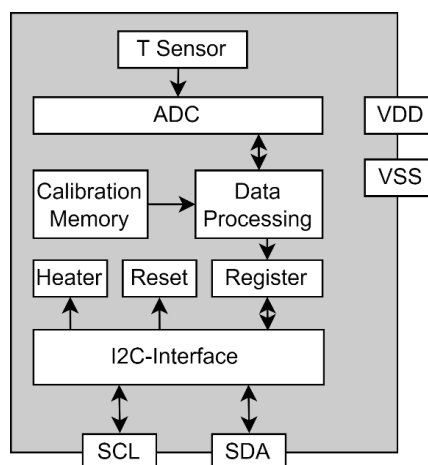 T Sensor
ADC
VDD
VSS
Calibration
Memory
Data
Processing
Heater
Reset
Register
I2C-Interface
SCL
SDA